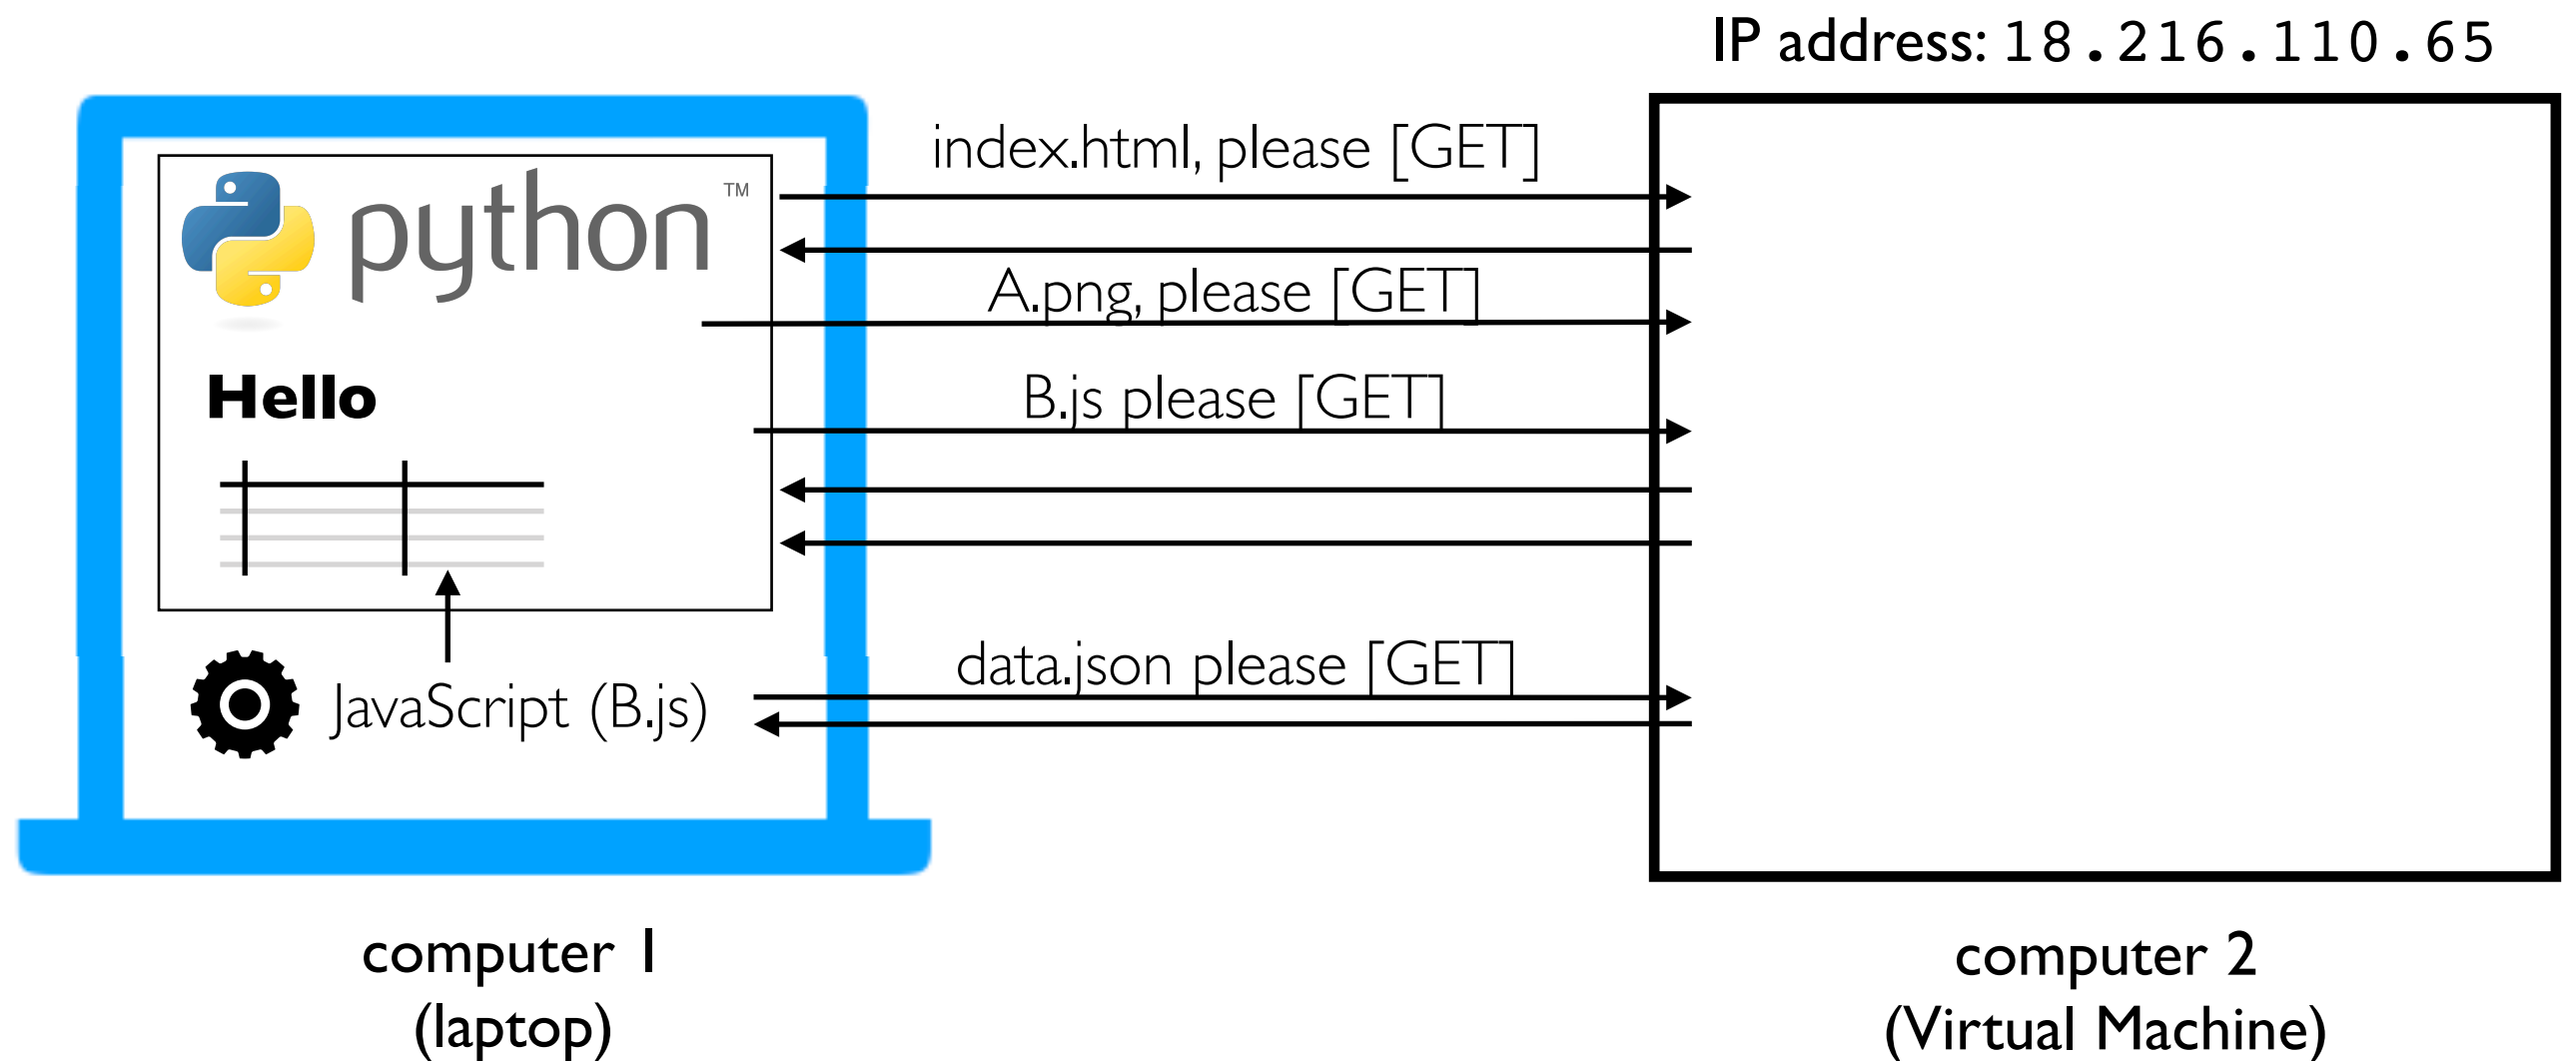 IP address: 18.216.110.65
index.html, please [GET]
python™
A.png, please [GET]
B.js please [GET]
Hello
data.json please [GET]
JavaScript (B.js)
computer 1
(laptop)
computer 2
(Virtual Machine)